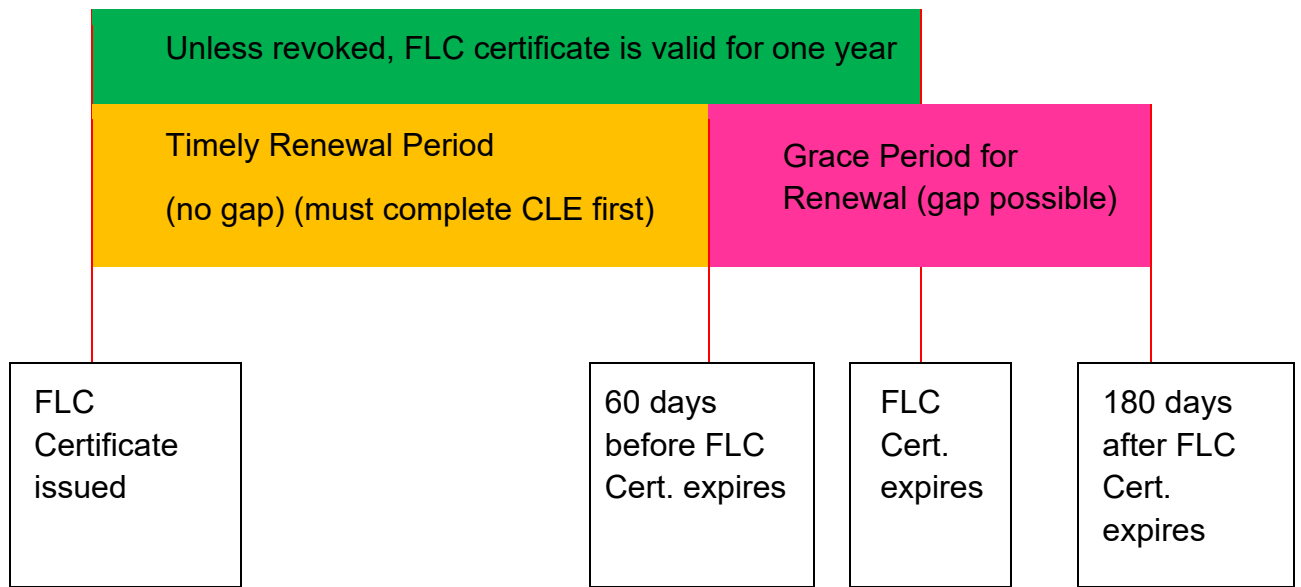 Unless revoked, FLC certificate is valid for one year
Timely Renewal Period
(no gap) (must complete CLE first)
Grace Period for
Renewal (gap possible)
FLC
Certificate
issued
60 days
before FLC
Cert. expires
FLC
Cert.
expires
180 days
after FLC
Cert.
expires